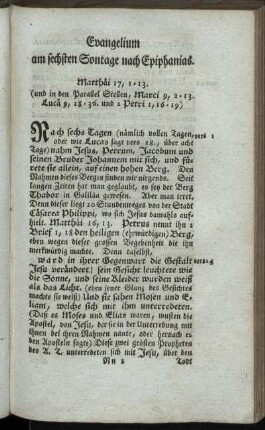 Evangelium
am sechsten Sontage nach Epiphanias.
Matthäi 17, 1-13.
(und in den Parallel Stellen, Marci 9, 2-13.
Lucä 9, 28-36. und 2 Petri 1, 16-19)
Nach sechs Tagen (nämlich vollen Tagen, vers 1
oder wie Lucas sagt vers 28., über acht
Tage) nahm Jesus, Petrum, Jacobum und
seinen Bruder Johannem mit sich, und fü-
rete sie allein, auf einen hohen Berg. Den
Nahmen dieses Berges finden wir nirgends. Seit
langen Zeiten hat man geglaubt, es sey der Berg
Thabor in Galiläa gewesen. Aber man irret.
Denn dieser liegt 20 Stundenweges von der Stadt
Cäsarea Philippi, wo sich Jesus damahls aufs
hielt. Matthäi 16, 13. Petrus nennt ihn 2
Brief 1, 18 den heiligen (ehrwürdigen) Berg,
eben wegen dieser großen Begebenheit die ihn
merkwürdig machte. Denn daselbst,
ward in ihrer Gegenwart die Gestalt vers 2
Jesu verändert; sein Gesicht leuchtete wie
die Sonne, und seine Kleider wurden weiß
als das Licht. (eben jener Glanz des Gesichtes
machte sie weiß) Und sie sahen Mosen und E- 3
liam, welche sich mit ihm unterredeten.
(Daß es Moses und Elias waren, wusten die
Apostel, von Jesu, der sie in der Unterredung mit
ihnen bei ihren Nahmen nante, oder hernach es
den Aposteln sagte) Diese zwei größten Propheten
des A. T. unterredeten sich mit Jesu, über den
Nn 2 Todt